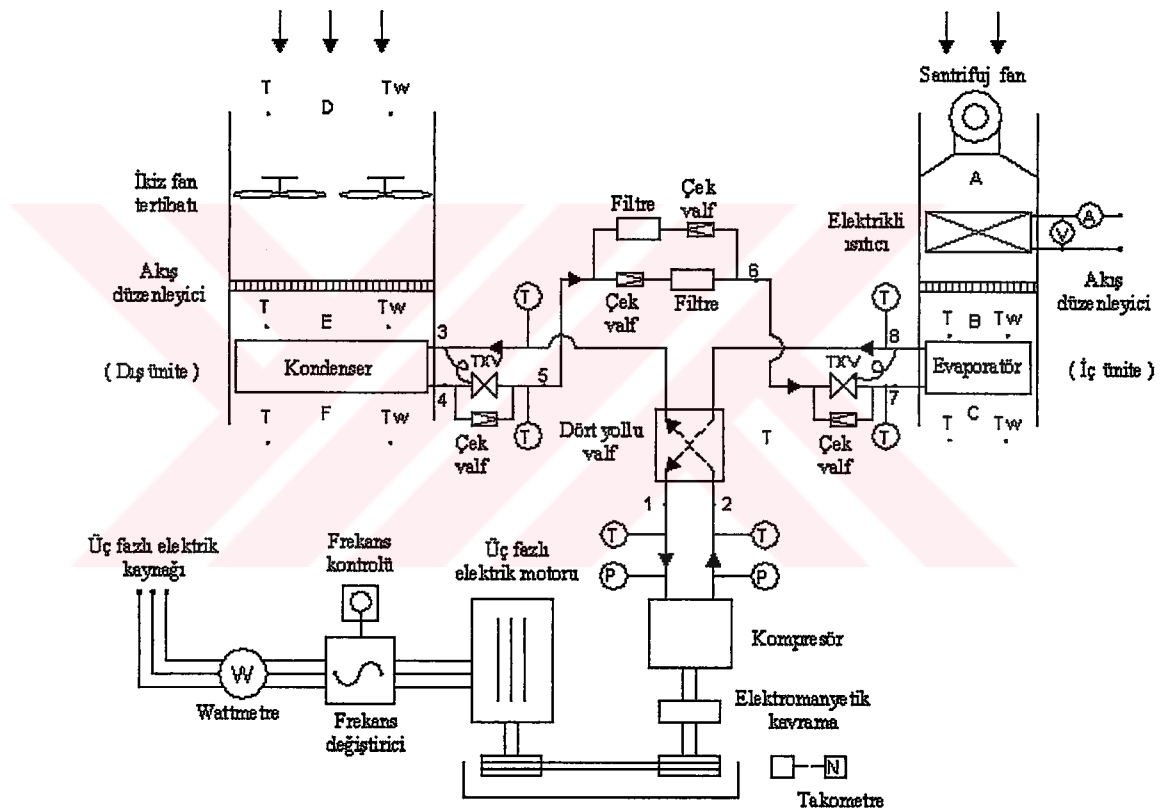 Santrifuj fan
T
Tw
D
A
İkiz fan
tertibatı
Filtre
Çek
valf
Elektrikli
ısıtıcı
A
V
Akış
düzenleyici
Çek
valf
Filtre
6
Akış
düzenleyici
T
E
Tw
T
T
T
B
Tw
3
TXV
8
TXV
( Dış ünite )
Kondenser
Evaporatör
( İç ünite )
4
5
7
T
F
Tw
Çek
valf
T
Dört yollu
valf
T
Çek
valf
T
C
T
Tw
1
2
T
T
P
P
Üç fazlı elektrik
kaynağı
Frekans
kontrolü
Üç fazlı
elektrik motoru
Kompresör
W
Wattmetre
Frekans
değiştirici
Elektromanyetik
kavrama
N
Takometre